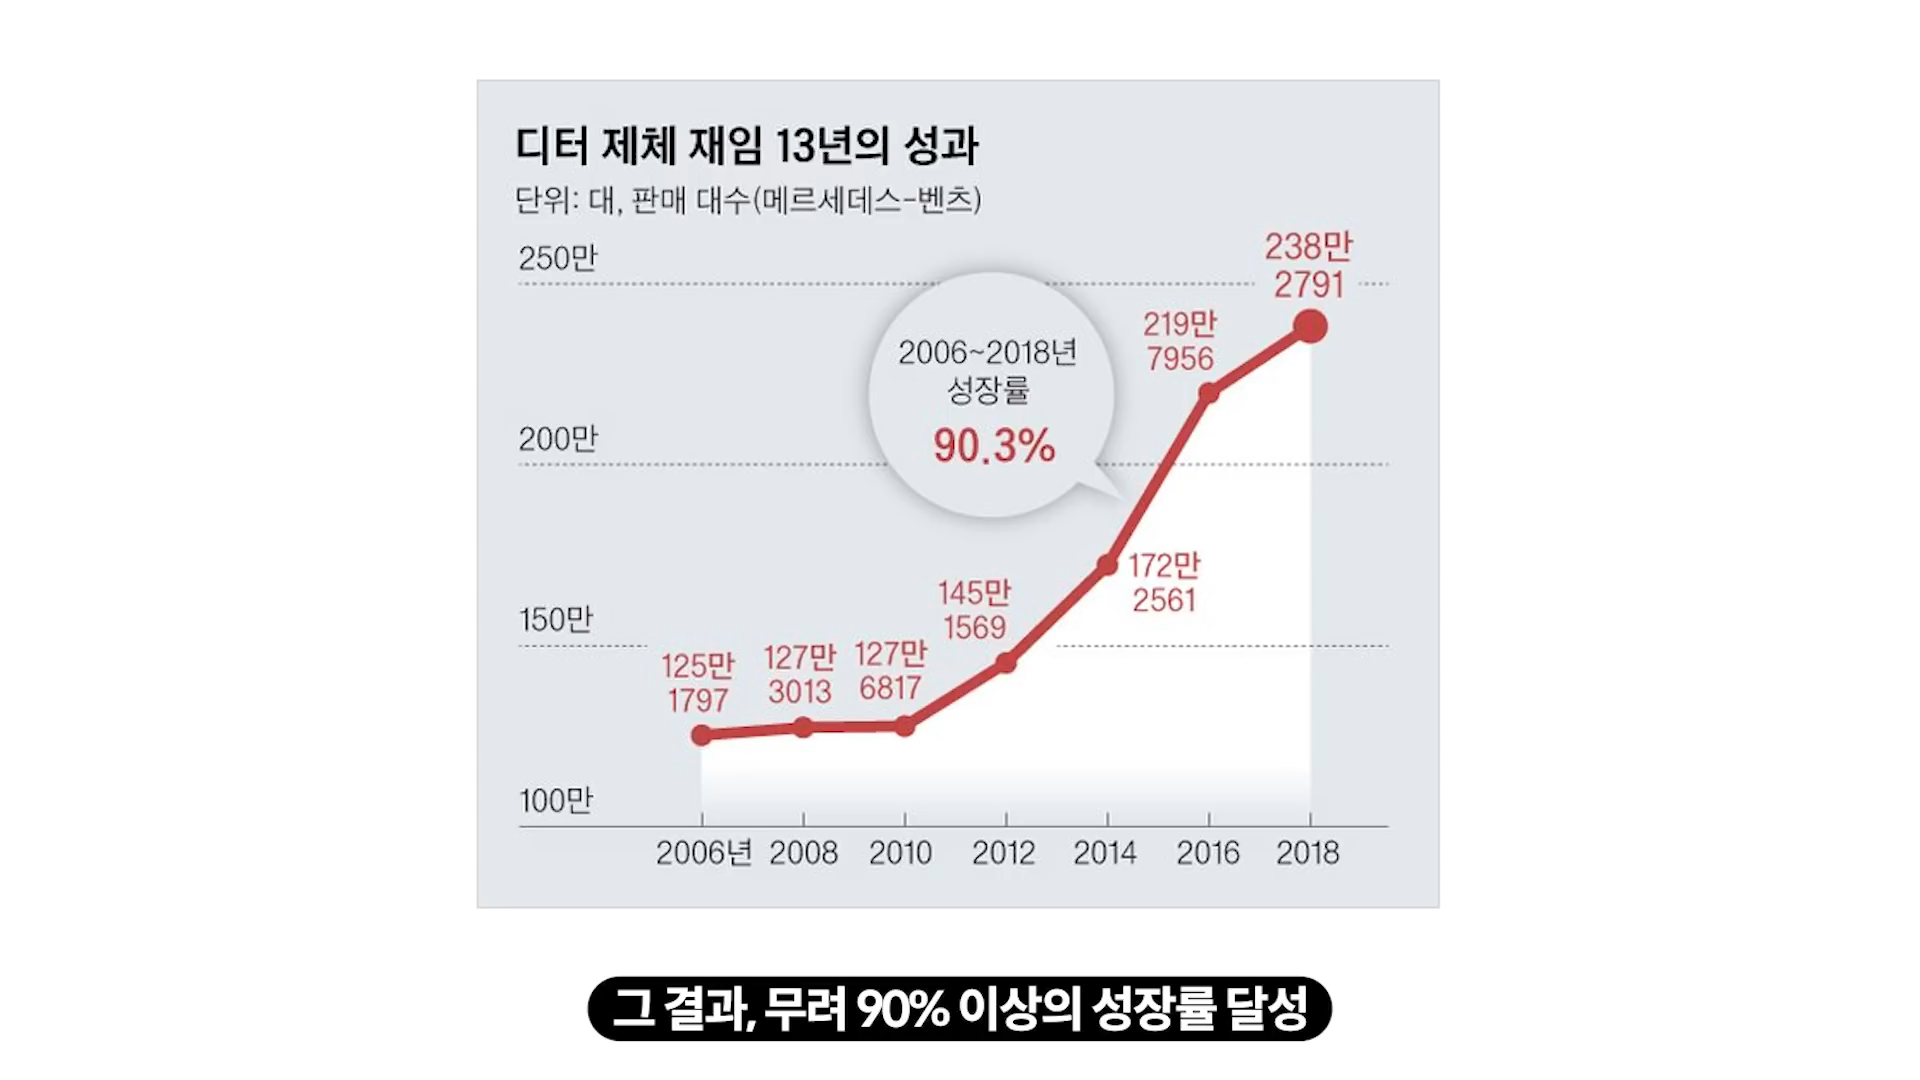 디터 제체 재임 13년의 성과
단위: 대, 판매 대수(메르세데스-벤츠)
250만
200만
150만
100만
125만
1797
127만
3013
127만
6817
145만
1569
172만
2561
219만
7956
238만
2791
2006~2018년
성장률
90.3%
2006년 2008 2010 2012 2014 2016 2018
그 결과, 무려 90% 이상의 성장률 달성